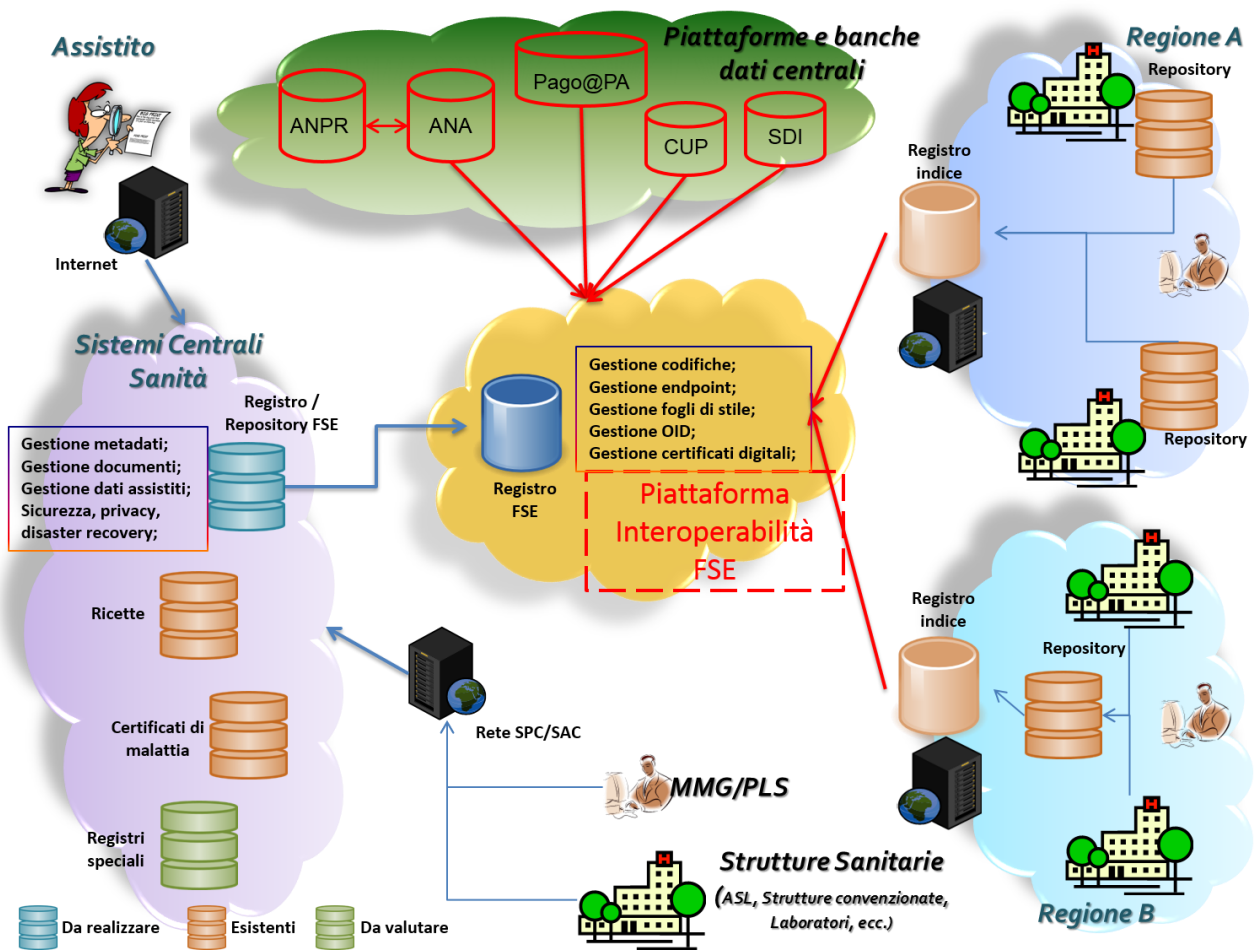 Assistito
Internet
Piattaforme e banche
dati centrali
ANPR
ANA
Pago@PA
CUP
SDI
Regione A
Repository
Registro
indice
Repository
Sistemi Centrali
Sanità
Registro /
Repository FSE
Gestione metadati;
Gestione documenti;
Gestione dati assistiti;
Sicurezza, privacy,
disaster recovery;
Ricette
Certificati di
malattia
Registri
speciali
Registro
FSE
Gestione codifiche;
Gestione endpoint;
Gestione fogli di stile;
Gestione OID;
Gestione certificati digitali;
Piattaforma
Interoperabilità
FSE
Registro
indice
Repository
Regione B
Rete SPC/SAC
MMG/PLS
Strutture Sanitarie
(ASL, Strutture convenzionate,
Laboratori, ecc.)
Da realizzare
Esistenti
Da valutare
H
H
H
H
H